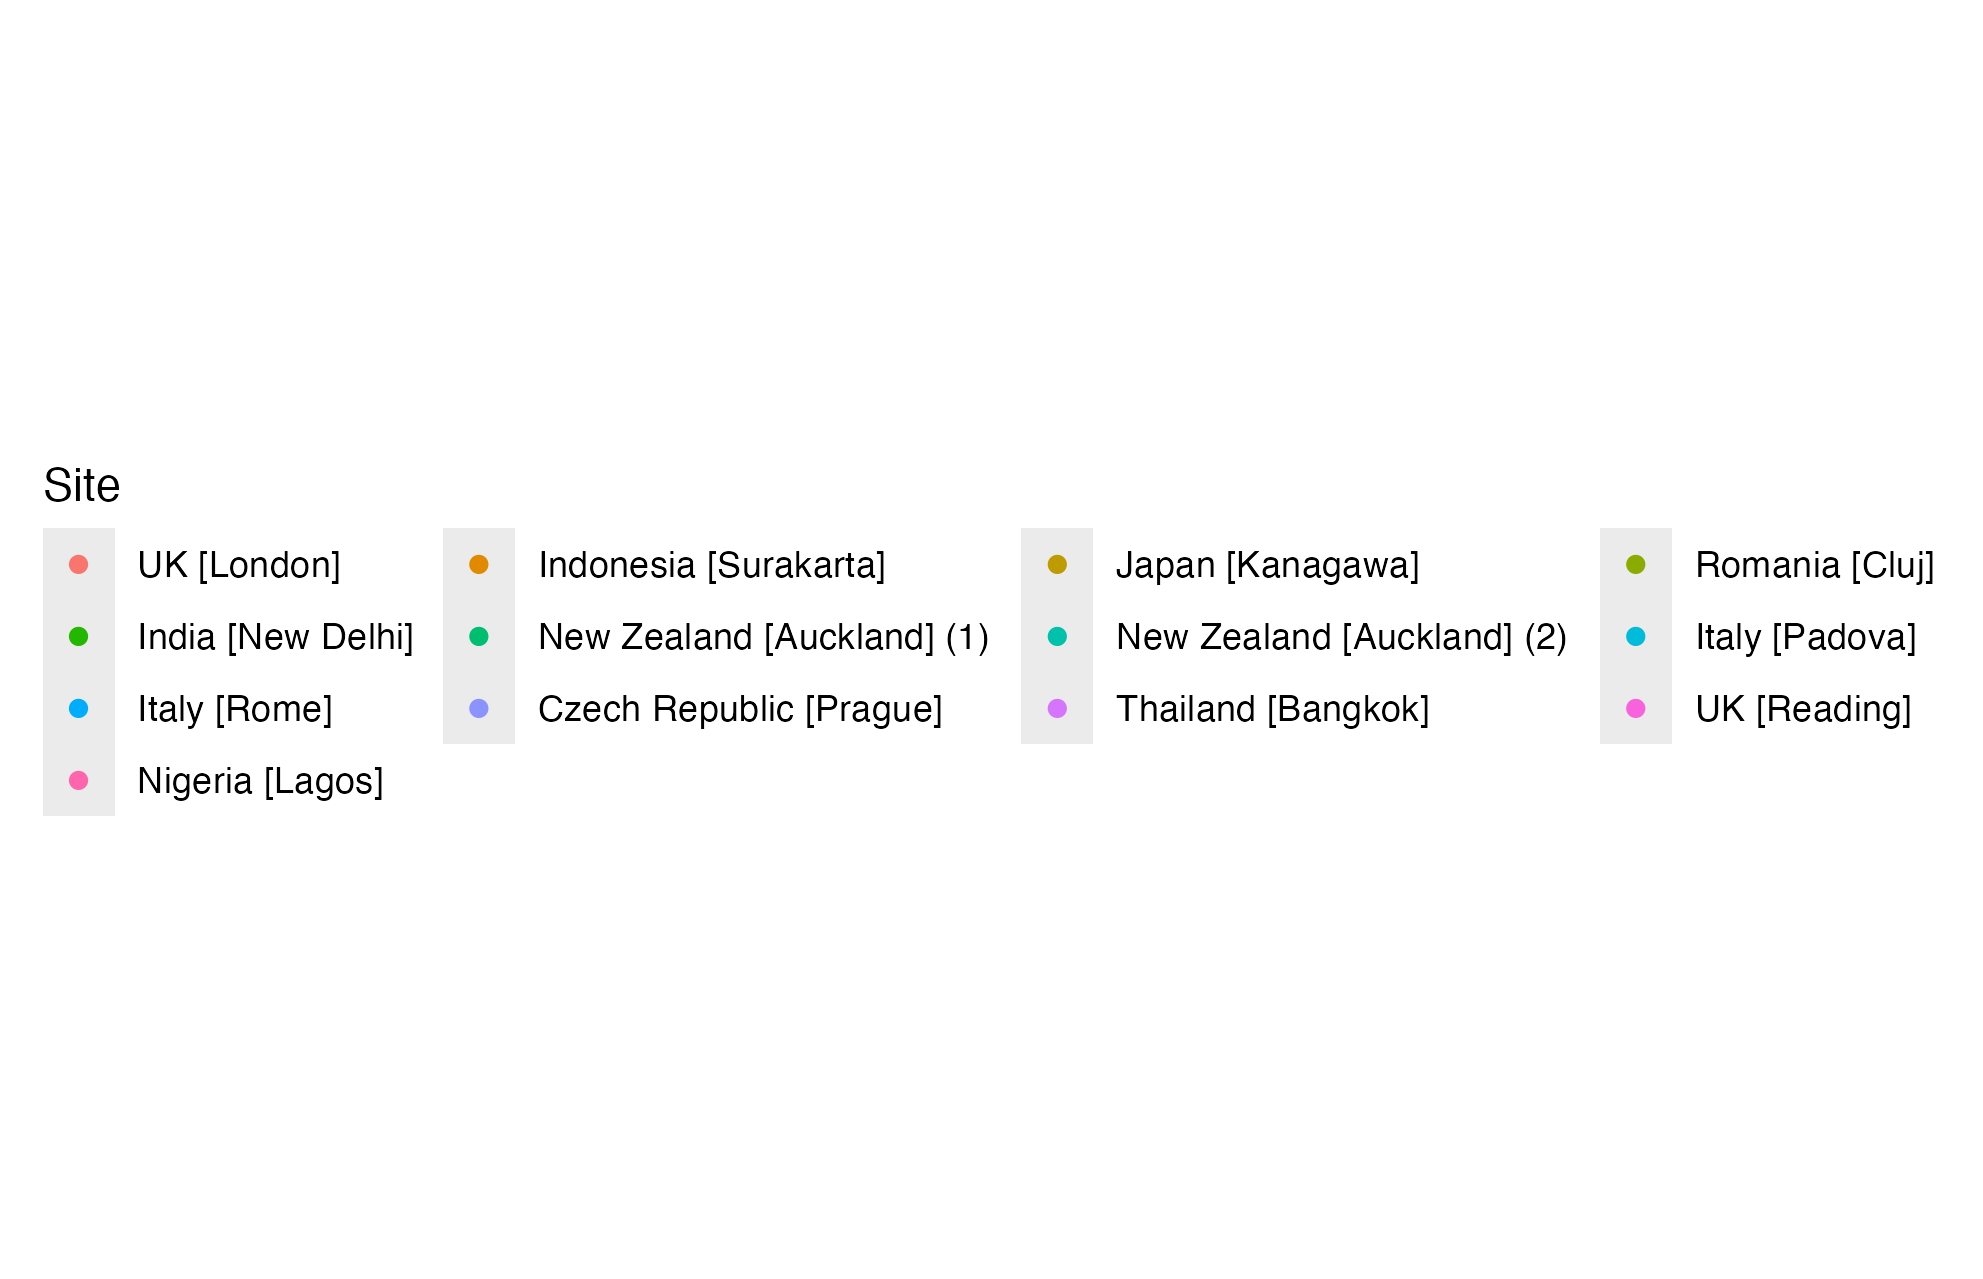 Site
UK [London] Indonesia [Surakarta] Japan [Kanagawa] Romania [Cluj]
India [New Delhi] New Zealand [Auckland] (1) New Zealand [Auckland] (2) Italy [Padova]
Italy [Rome] Czech Republic [Prague] Thailand [Bangkok] UK [Reading]
Nigeria [Lagos]